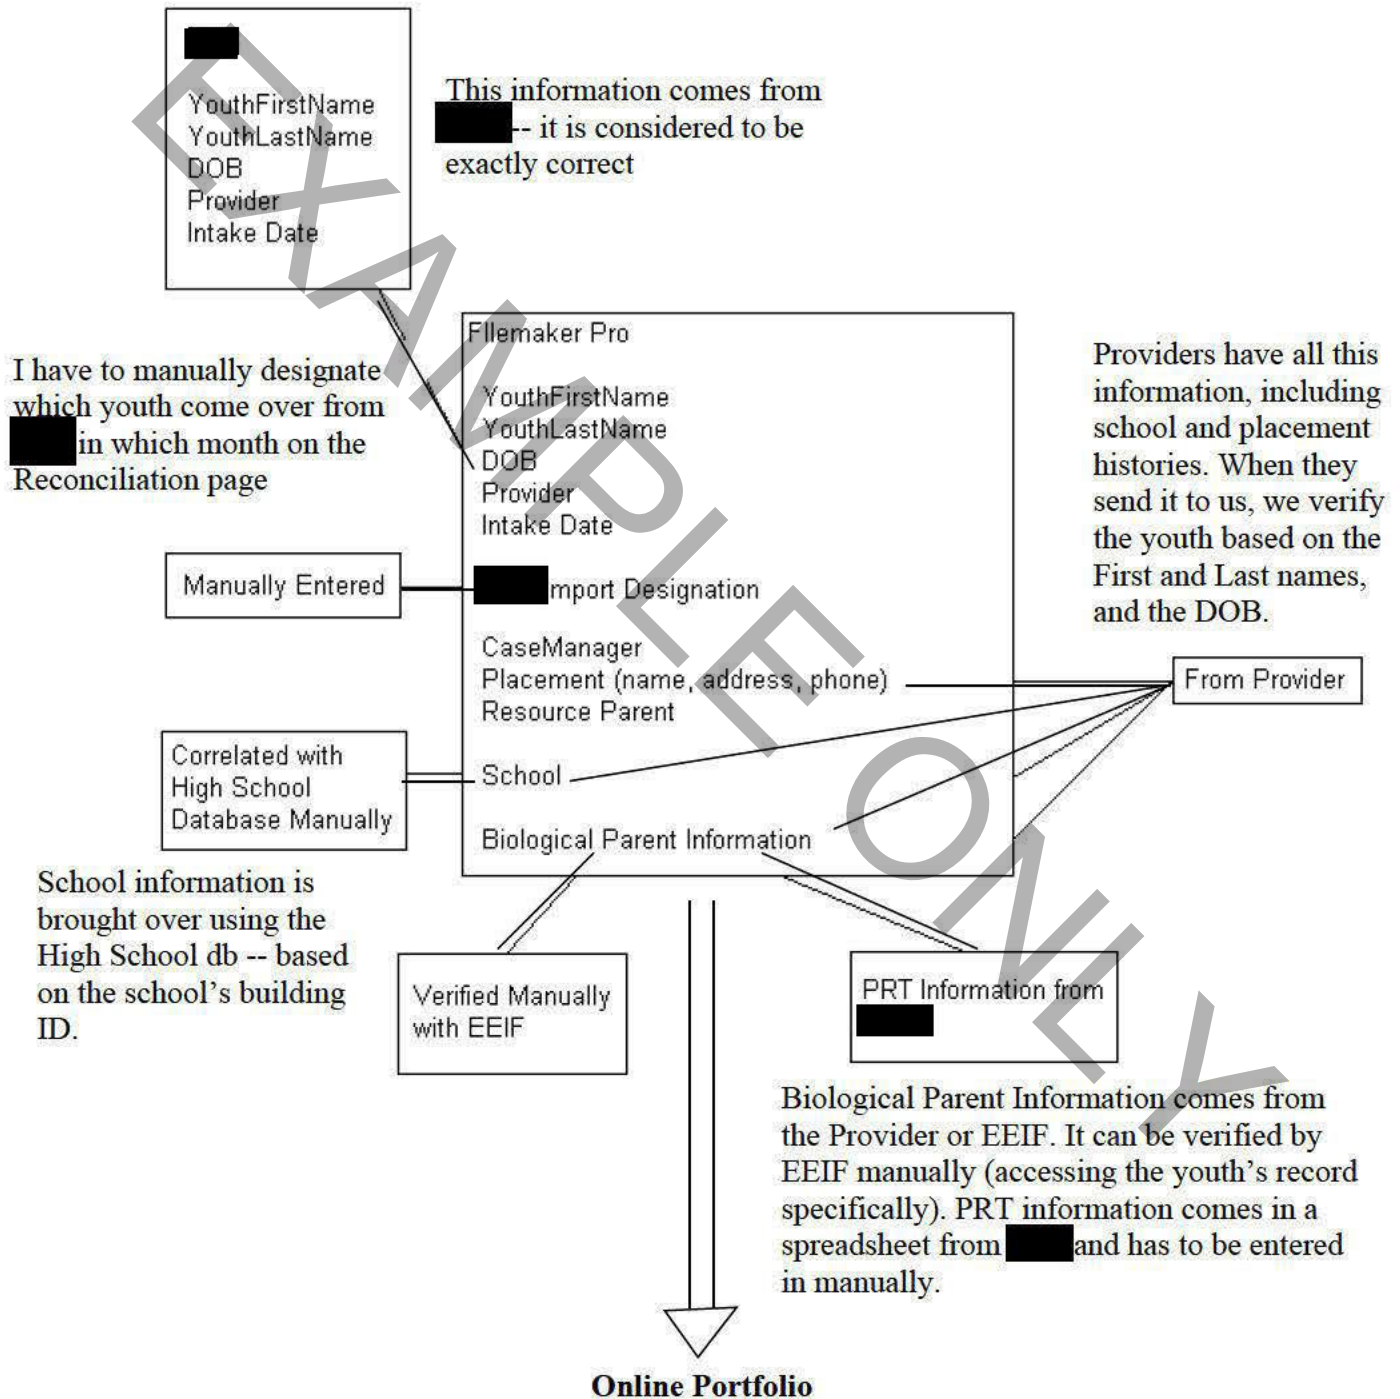 YouthFirstName
YouthLastName
DOB
Provider
Intake Date
This information comes from
-- it is considered to be
exactly correct
I have to manually designate
which youth come over from
in which month on the
Reconciliation page
FIlemaker Pro
YouthFirstName
YouthLastName
DOB
Provider
Intake Date
mport Designation
CaseManager
Placement (name, address, phone)
Resource Parent
School
Biological Parent Information
Providers have all this
information, including
school and placement
histories. When they
send it to us, we verify
the youth based on the
First and Last names,
and the DOB.
Manually Entered
From Provider
Correlated with
High School
Database Manually
School information is
brought over using the
High School db -- based
on the school's building
ID.
Verified Manually
with EEIF
PRT Information from
Biological Parent Information comes from
the Provider or EEIF. It can be verified by
EEIF manually (accessing the youth's record
specifically). PRT information comes in a
spreadsheet from and has to be entered
in manually.
Online Portfolio
EXAMPLE ONLY